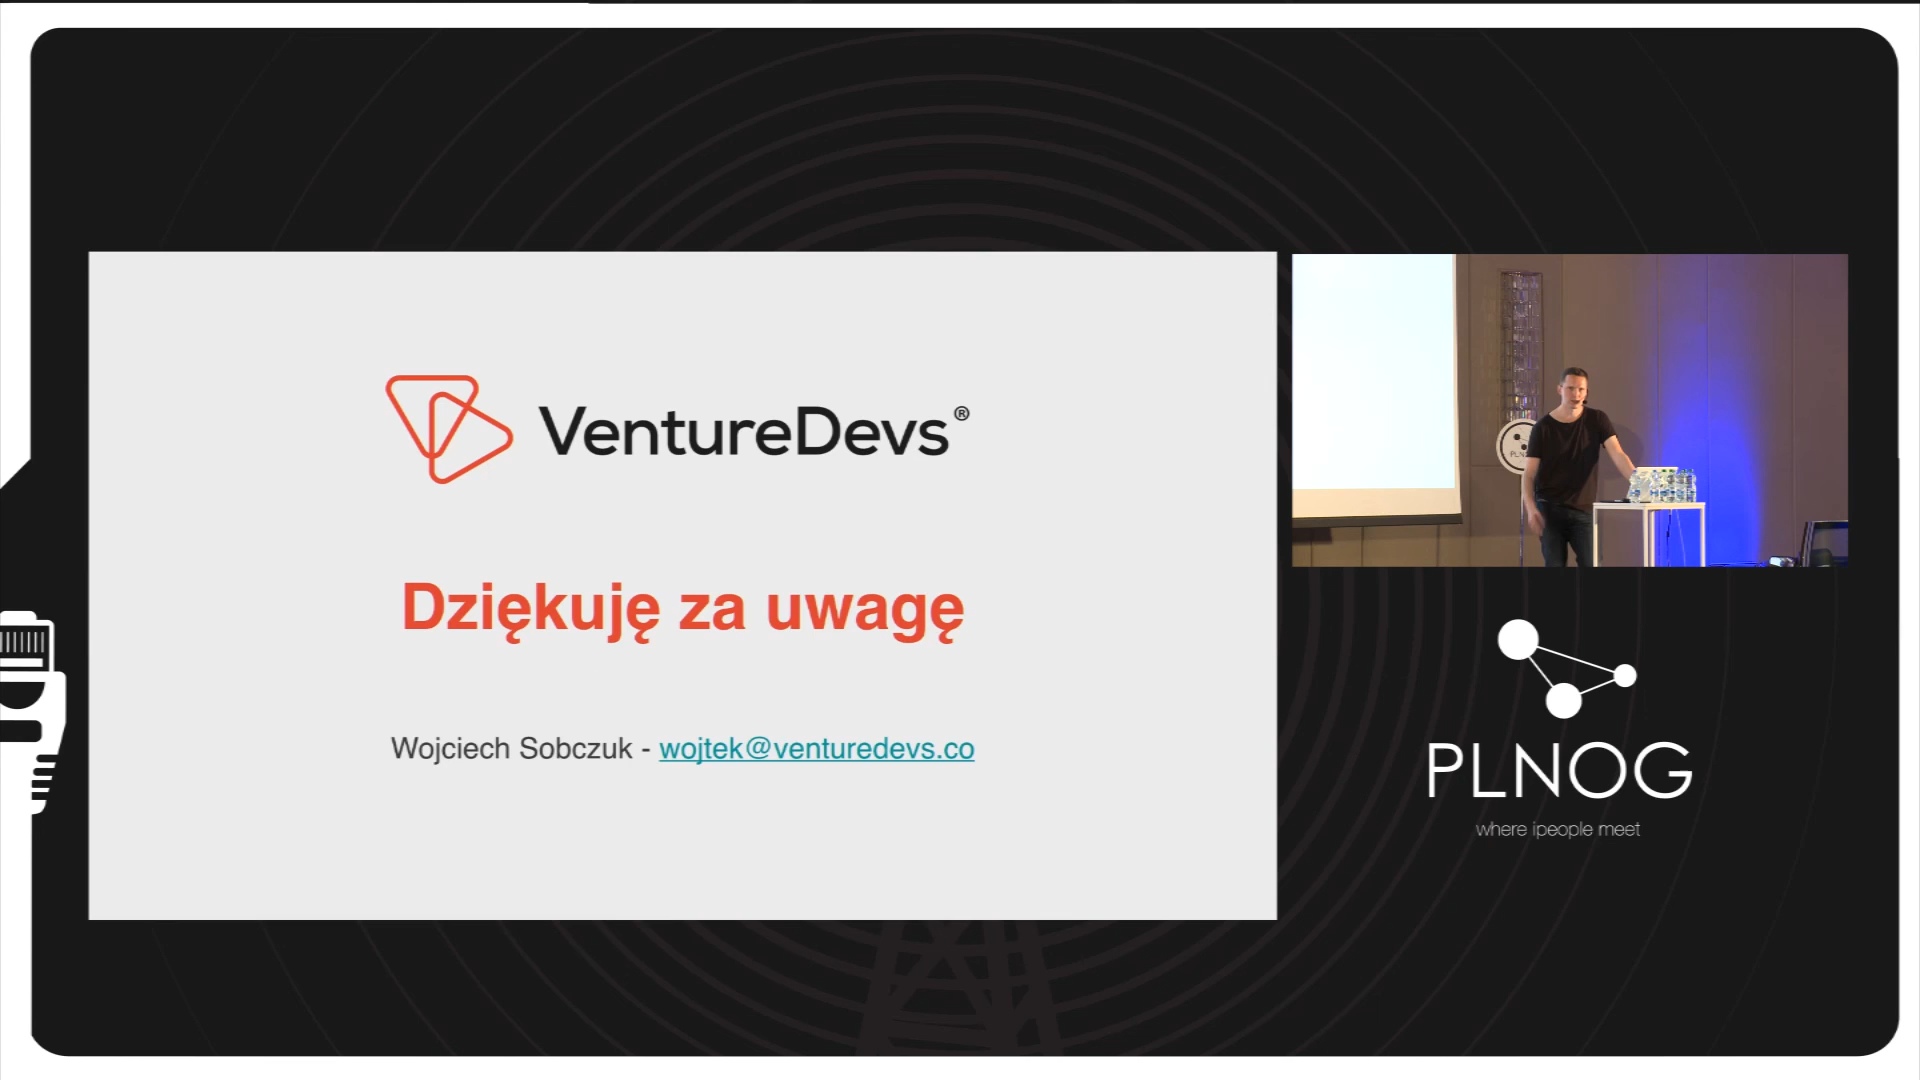 VentureDevs®
Dziękuję za uwagę
Wojciech Sobczuk - wojtek@venturedevs.co
PLNOG
where ipeople meet